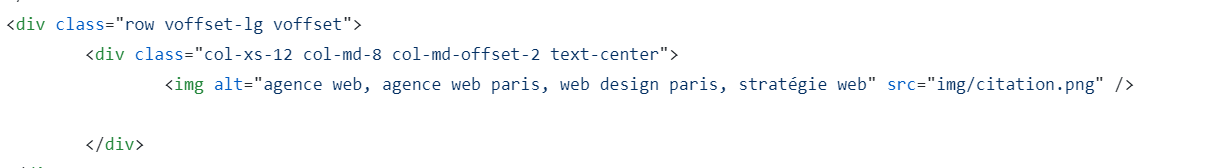 <div class="row voffset-lg voffset">
<div class="col-xs-12 col-md-8 col-md-offset-2 text-center">
<img alt="agence web, agence web paris, web design paris, stratégie web" src="img/citation.png" />
</div>